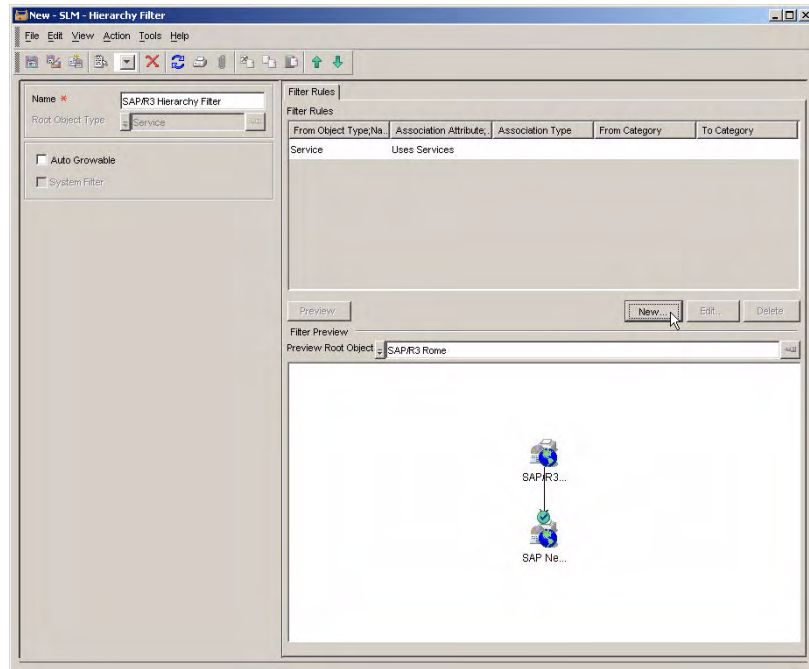 New - SLM - Hierarchy Filter
File Edit View Action Tools Help
Name * SAP/R3 Hierarchy Filter
Root Object Type Service
Auto Growable
System Filter
Filter Rules
Filter Rules
From Object Type;Na... Association Attribute;... Association Type From Category To Category
Service Uses Services
Preview New... Edit... Delete
Filter Preview
Preview Root Object SAP/R3 Rome
SAP/R3...
SAP Ne...